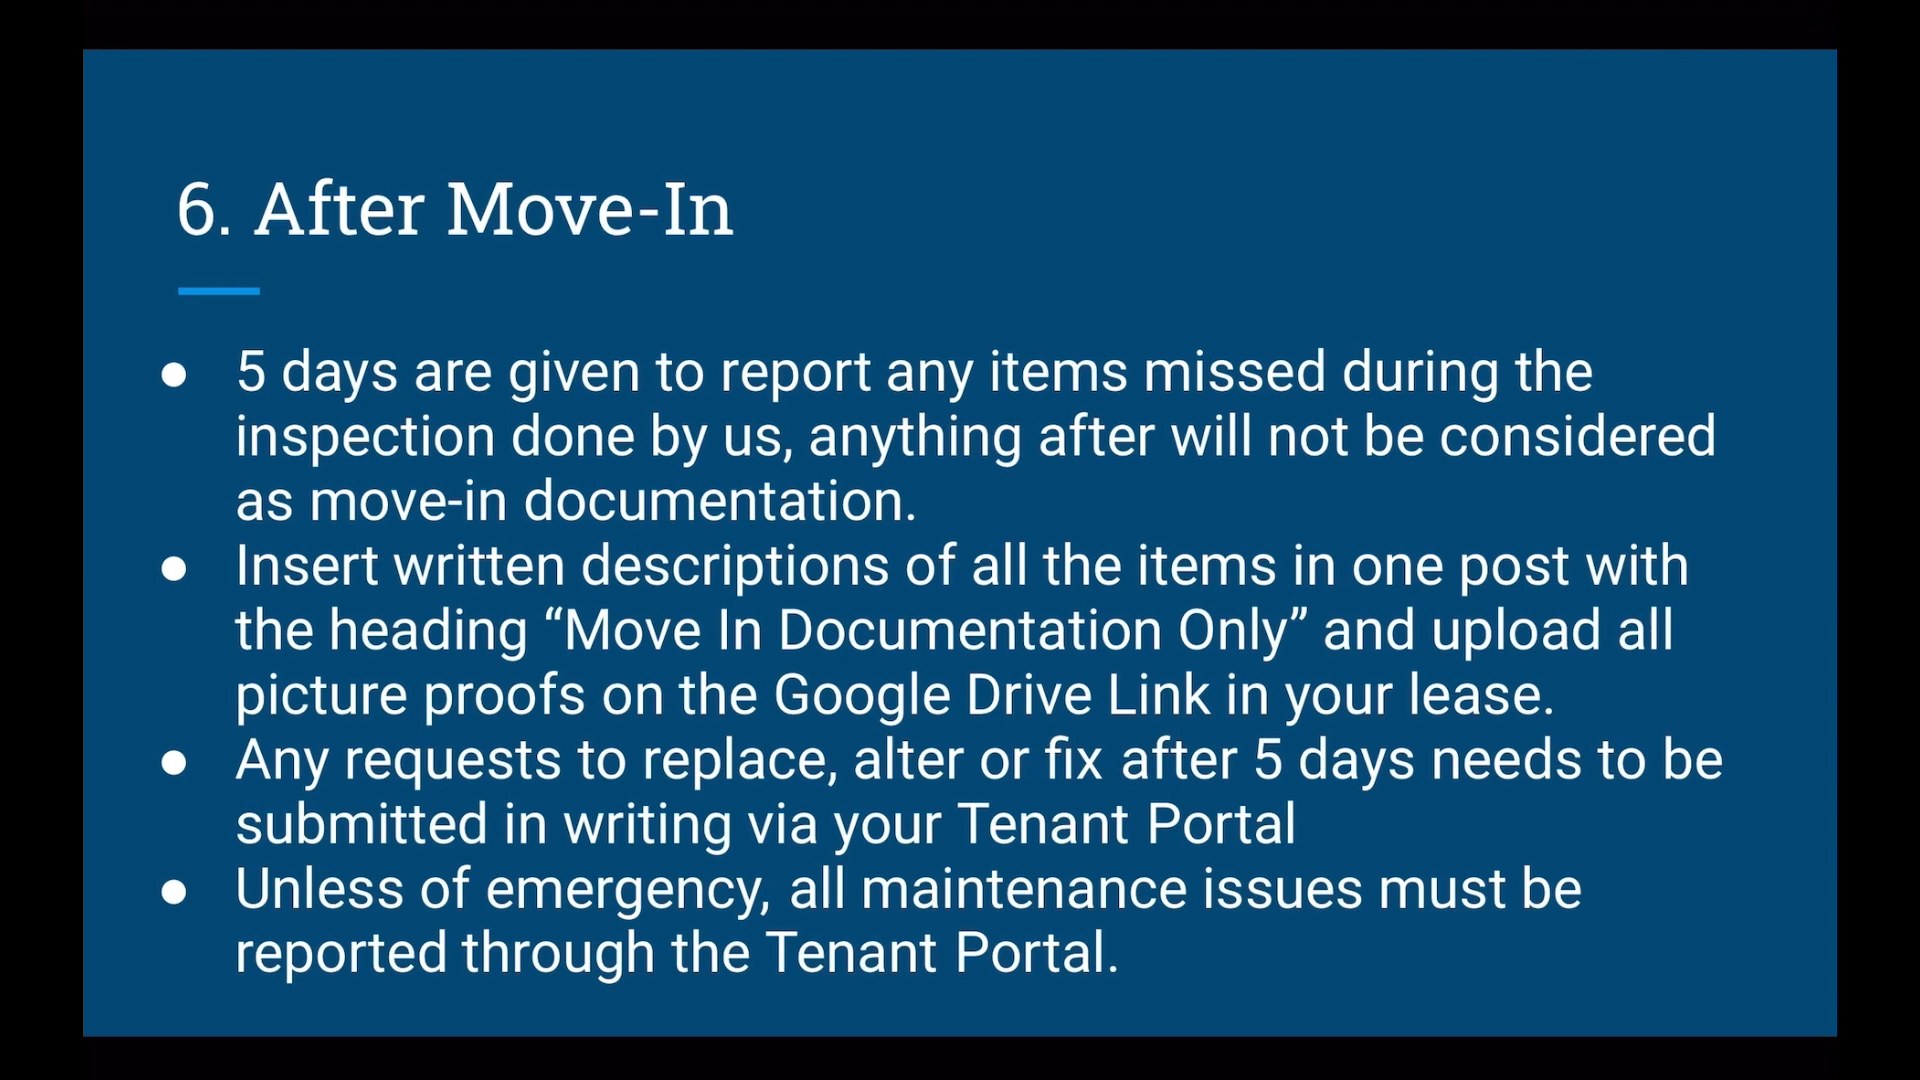 6. After Move-In
● 5 days are given to report any items missed during the
inspection done by us, anything after will not be considered
as move-in documentation.
● Insert written descriptions of all the items in one post with
the heading “Move In Documentation Only” and upload all
picture proofs on the Google Drive Link in your lease.
● Any requests to replace, alter or fix after 5 days needs to be
submitted in writing via your Tenant Portal
● Unless of emergency, all maintenance issues must be
reported through the Tenant Portal.